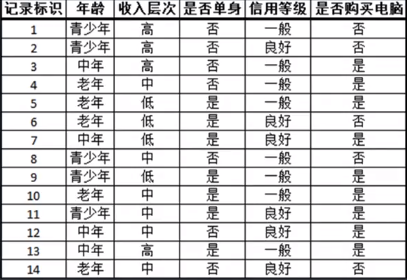 记录标识 年龄 收入层次 是否单身 信用等级 是否购买电脑
1 青少年 高 否 一般 否
2 青少年 高 否 良好 否
3 中年 高 否 一般 是
4 老年 中 否 一般 是
5 老年 低 是 一般 是
6 老年 低 是 良好 否
7 中年 低 是 良好 是
8 青少年 中 否 一般 否
9 青少年 低 是 一般 是
10 老年 中 是 一般 是
11 青少年 中 是 良好 是
12 中年 中 否 良好 是
13 中年 高 是 一般 是
14 老年 中 否 良好 否